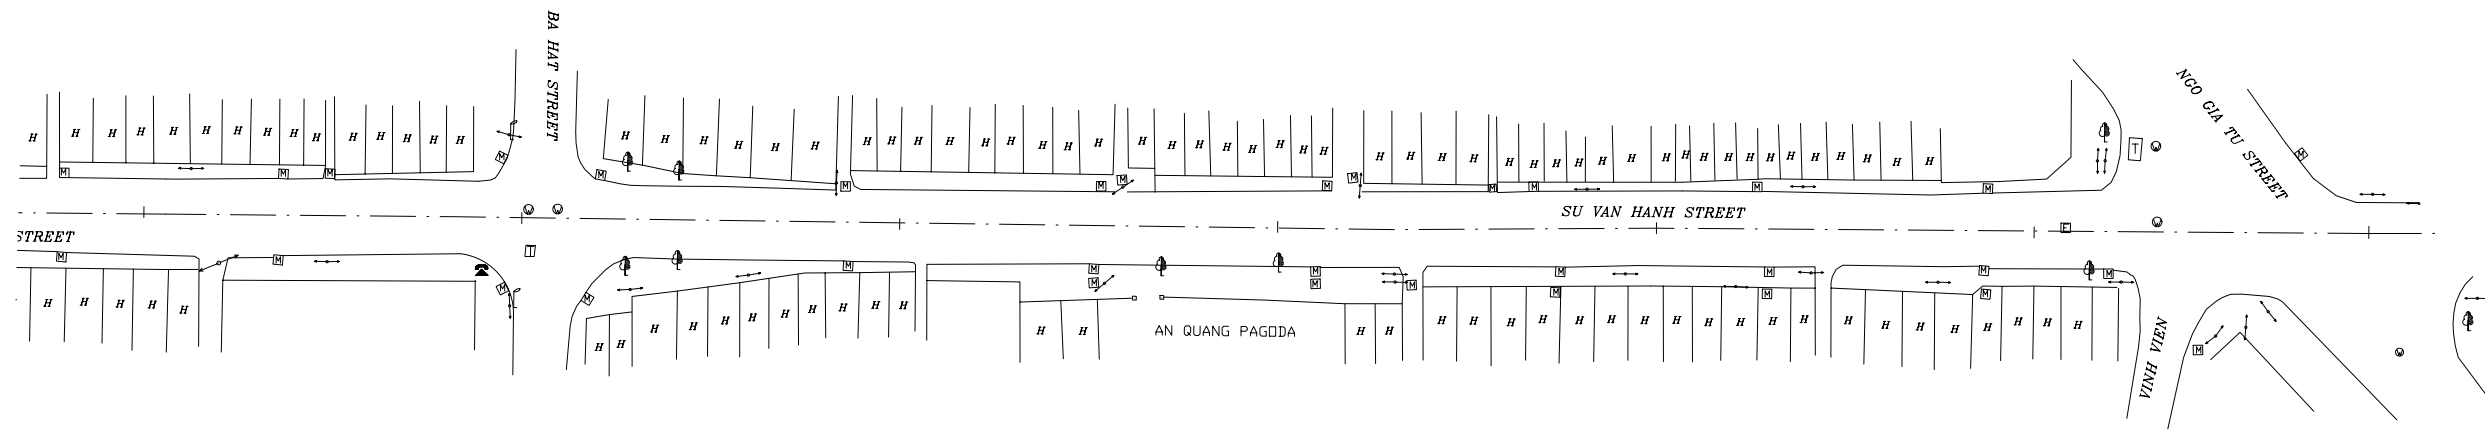 BA HAT STREET
NGO GIA TU STREET
SU VAN HANH STREET
STREET
AN QUANG PAGODA
VINH VIEN